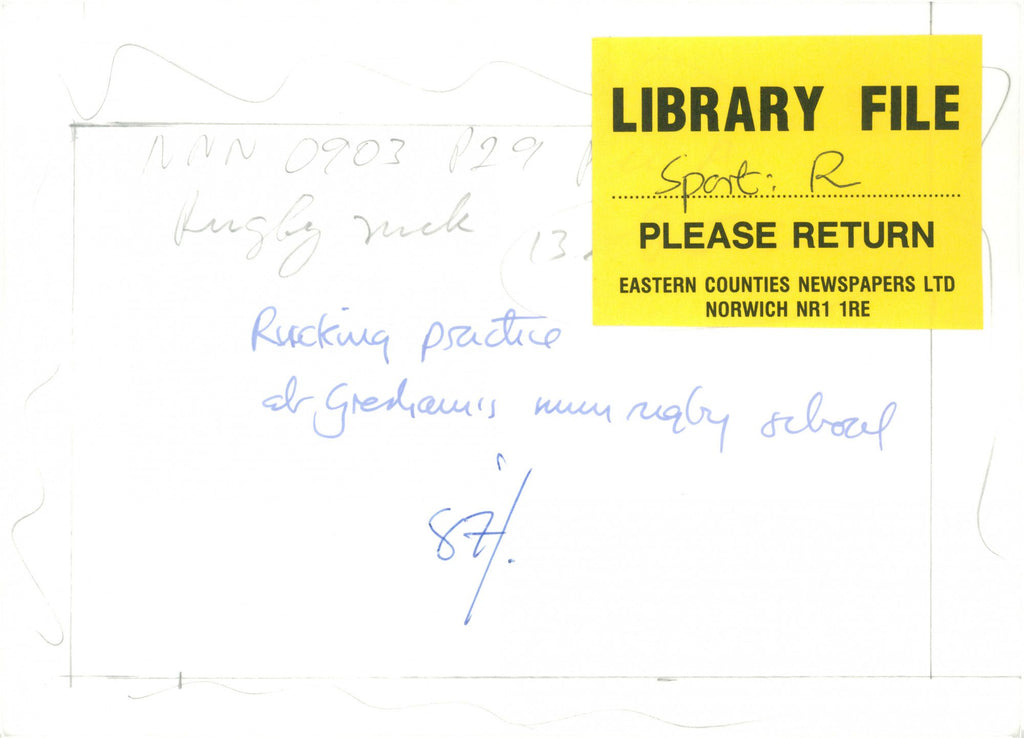 LIBRARY FILE
Sport: R
PLEASE RETURN
EASTERN COUNTIES NEWSPAPERS LTD
NORWICH NR1 1RE
NNN 0903 P29
Rugby ruck
13.
Rucking practice
at Gresham's mini rugby school
87%